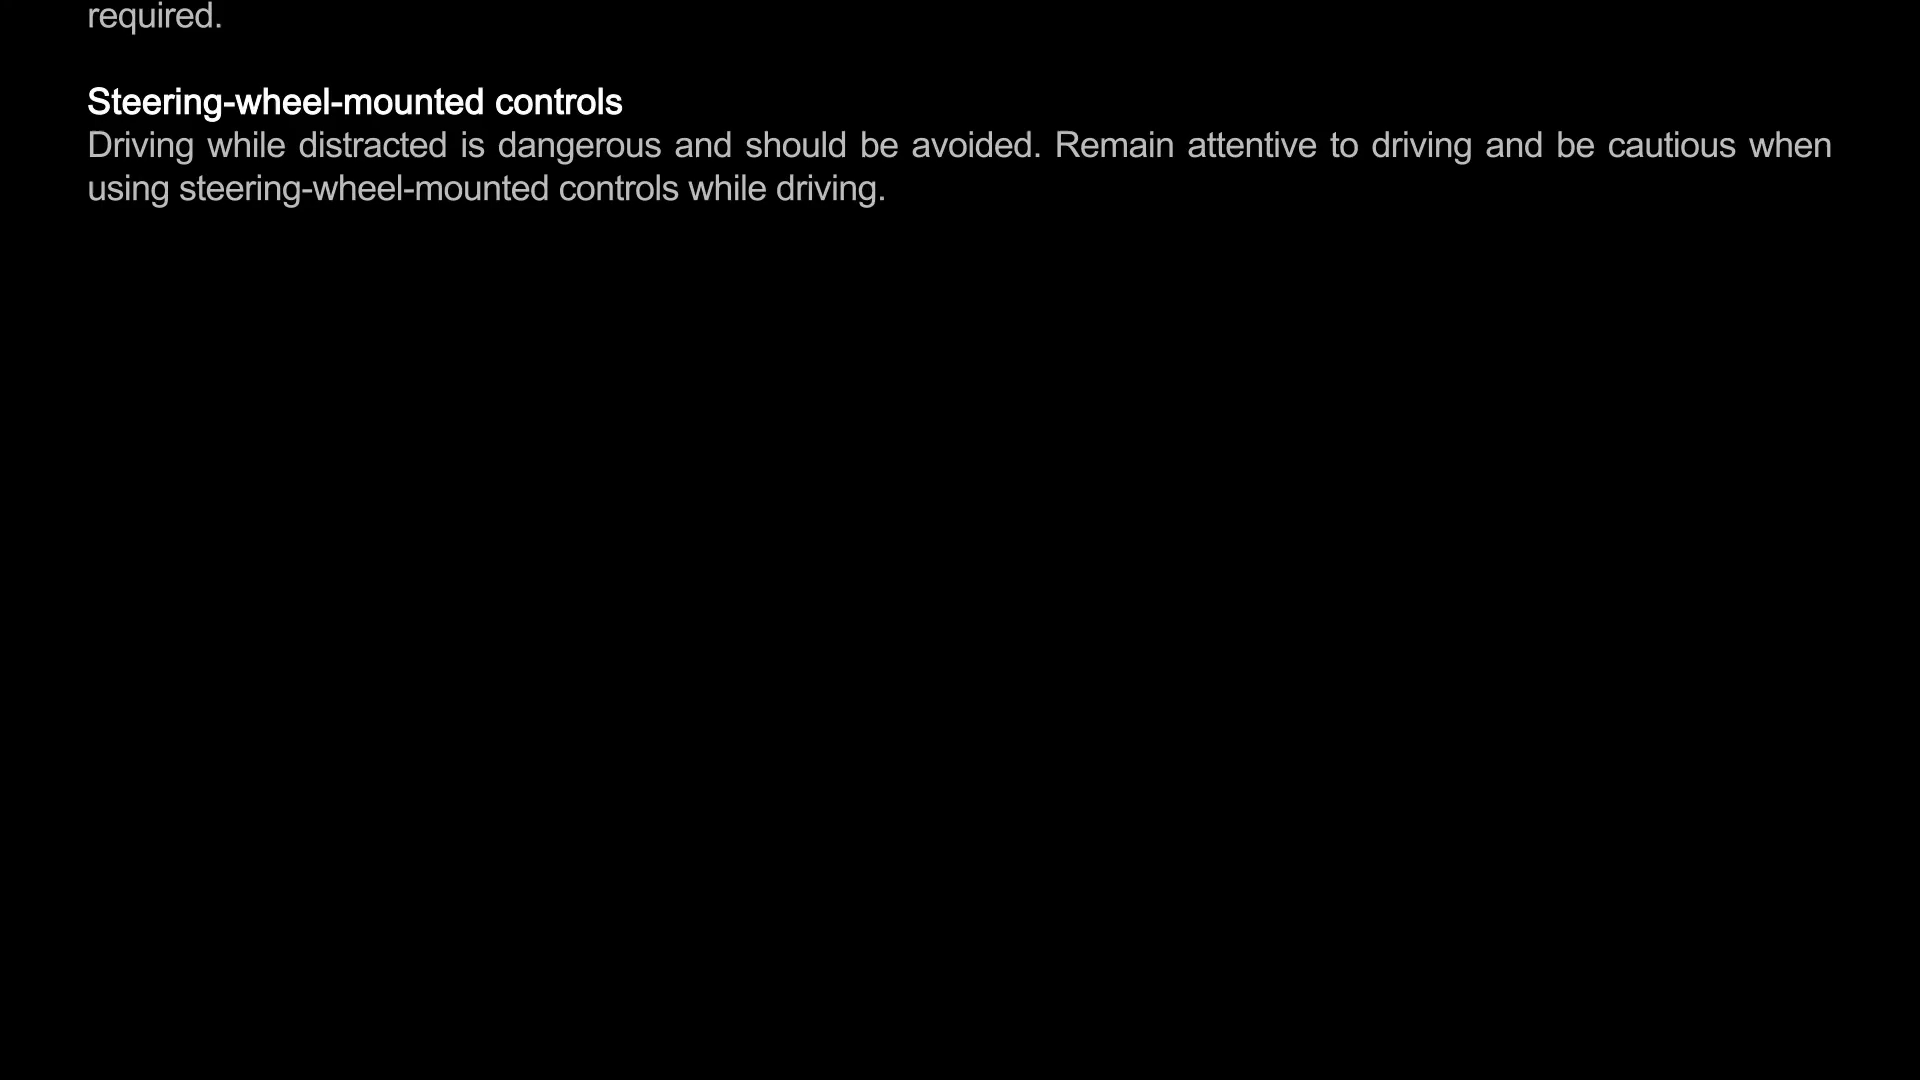 required.
Steering-wheel-mounted controls
Driving while distracted is dangerous and should be avoided. Remain attentive to driving and be cautious when
using steering-wheel-mounted controls while driving.